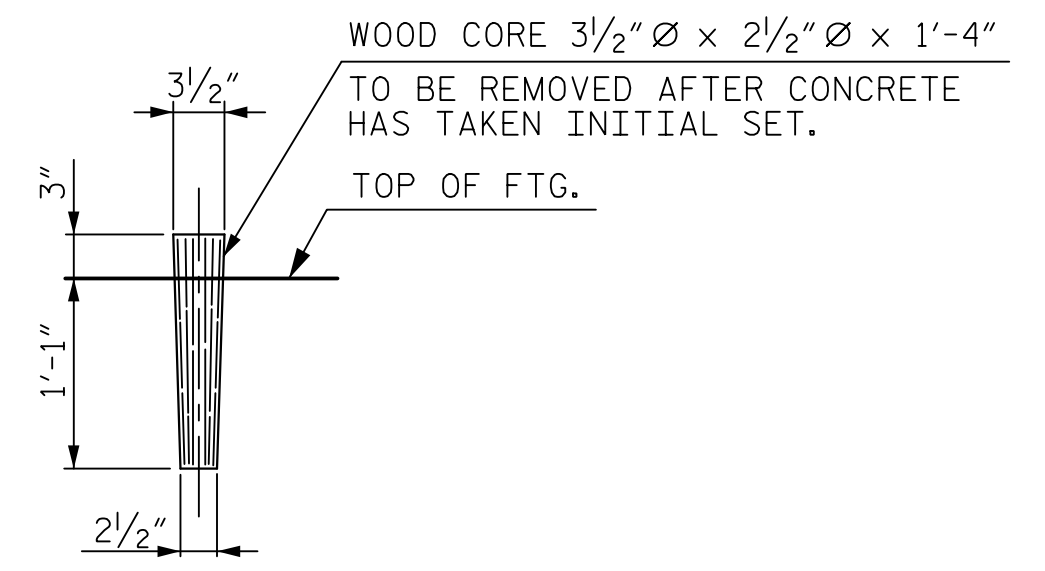 WOOD CORE 3½"Ø x 2½"Ø x 1'-4"
TO BE REMOVED AFTER CONCRETE
HAS TAKEN INITIAL SET.
3½"
TOP OF FTG.
3"
1'-1"
2½"